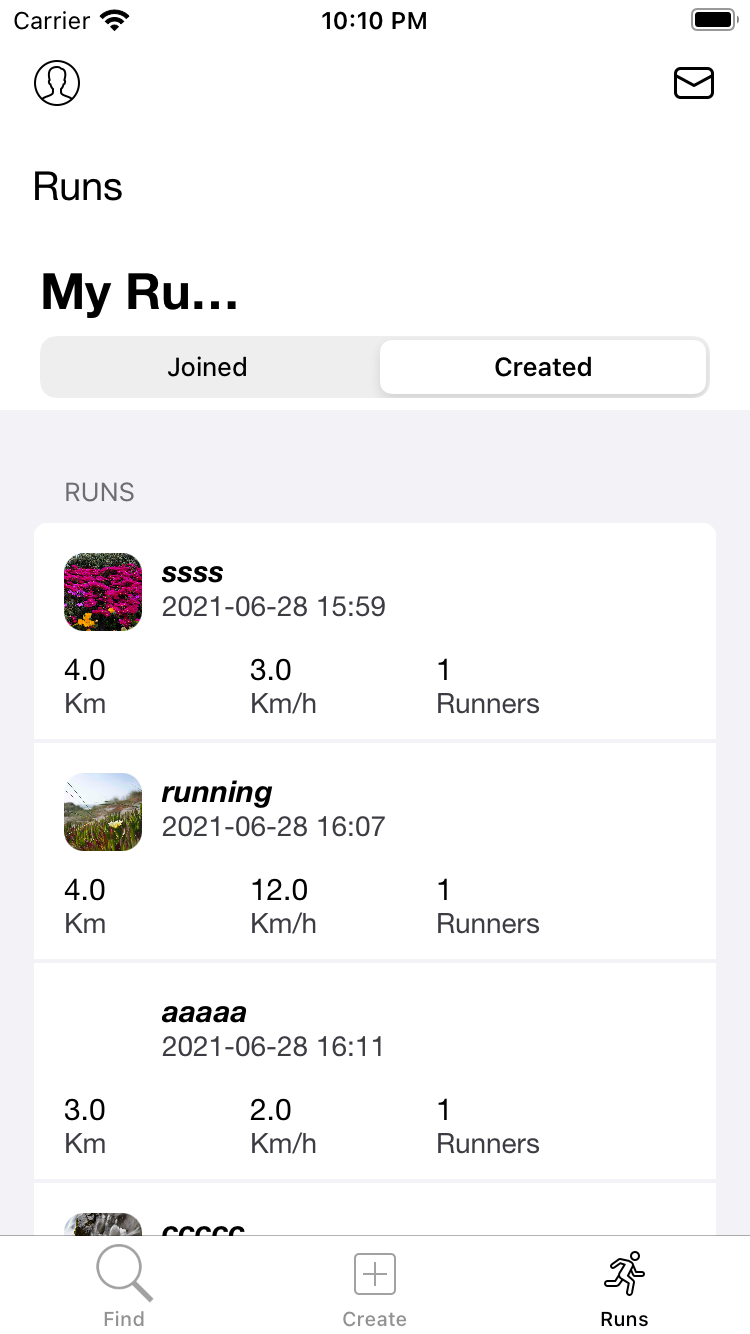 Carrier 10:10 PM
Runs
My Ru...
Joined Created
RUNS
ssss
2021-06-28 15:59
4.0 3.0 1
Km Km/h Runners
running
2021-06-28 16:07
4.0 12.0 1
Km Km/h Runners
aaaaa
2021-06-28 16:11
3.0 2.0 1
Km Km/h Runners
Find Create Runs